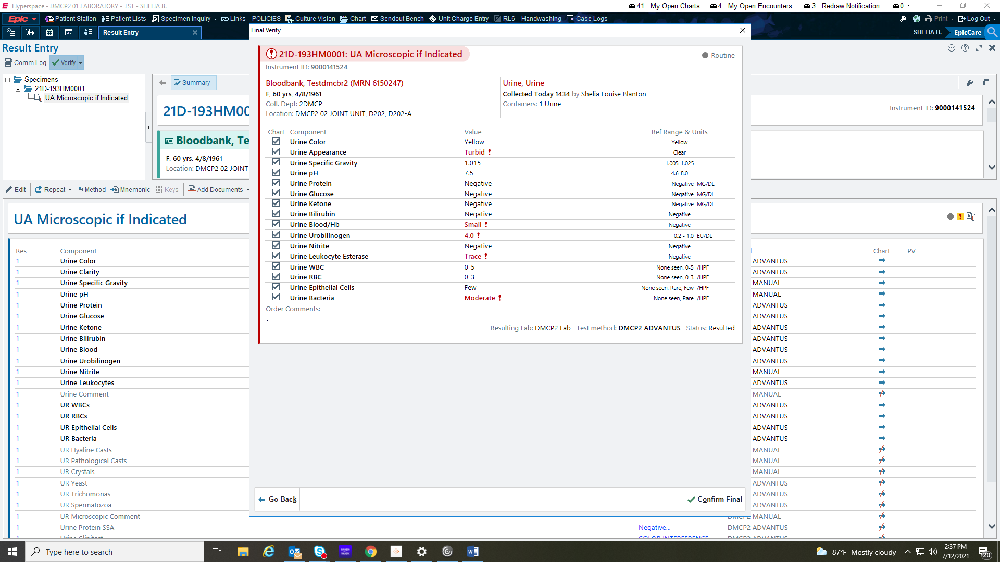 Hyperspace - DMCP2 01 LABORATORY - TST - SHELIA B.
41 : My Open Charts 4 : My Open Encounters 3 : Redraw Notification 0
Epic Patient Station Patient Lists Specimen Inquiry Links POLICIES Culture Vision Chart Sendout Bench Unit Charge Entry RL6 Handwashing Case Logs Print Log Out
Result Entry
SHELIA B. EpicCare
Result Entry
Comm Log Verify
Specimens
21D-193HM0001
UA Microscopic if Indicated
Summary
21D-193HM00
Instrument ID: 9000141524
Bloodbank, Te
F, 60 yrs, 4/8/1961
Location: DMCP2 02 JOINT
Edit Repeat Method Mnemonic Keys Add Documents
UA Microscopic if Indicated
Res Component Chart PV
1 Urine Color ADVANTUS
1 Urine Clarity ADVANTUS
1 Urine Specific Gravity MANUAL
1 Urine pH MANUAL
1 Urine Protein ADVANTUS
1 Urine Glucose ADVANTUS
1 Urine Ketone ADVANTUS
1 Urine Bilirubin ADVANTUS
1 Urine Blood ADVANTUS
1 Urine Urobilinogen ADVANTUS
1 Urine Nitrite MANUAL
1 Urine Leukocytes ADVANTUS
1 Urine Comment MANUAL
1 UR WBCs ADVANTUS
1 UR RBCs ADVANTUS
1 UR Epithelial Cells ADVANTUS
1 UR Bacteria ADVANTUS
1 UR Hyaline Casts MANUAL
1 UR Pathological Casts MANUAL
1 UR Crystals MANUAL
1 UR Yeast ADVANTUS
1 UR Trichomonas ADVANTUS
1 UR Spermatozoa ADVANTUS
1 UR Microscopic Comment DMCP2 MANUAL
1 Urine Protein SSA Negative... DMCP2 ADVANTUS
Final Verify
21D-193HM0001: UA Microscopic if Indicated
Routine
Instrument ID: 9000141524
Bloodbank, Testdmcbr2 (MRN 6150247)
F, 60 yrs, 4/8/1961
Coll. Dept: 2DMCP
Location: DMCP2 02 JOINT UNIT, D202, D202-A
Urine, Urine
Collected Today 1434 by Shelia Louise Blanton
Containers: 1 Urine
Chart Component Value Ref Range & Units
Urine Color Yellow Yellow
Urine Appearance Turbid ! Clear
Urine Specific Gravity 1.015 1.005-1.025
Urine pH 7.5 4.6-8.0
Urine Protein Negative Negative MG/DL
Urine Glucose Negative Negative MG/DL
Urine Ketone Negative Negative MG/DL
Urine Bilirubin Negative Negative
Urine Blood/Hb Small ! Negative
Urine Urobilinogen 4.0 ! 0.2 - 1.0 EU/DL
Urine Nitrite Negative Negative
Urine Leukocyte Esterase Trace ! Negative
Urine WBC 0-5 None seen, 0-5 /HPF
Urine RBC 0-3 None seen, 0-3 /HPF
Urine Epithelial Cells Few None seen, Rare, Few /HPF
Urine Bacteria Moderate ! None seen, Rare /HPF
Order Comments:
.
Resulting Lab: DMCP2 Lab Test method: DMCP2 ADVANTUS Status: Resulted
Go Back Confirm Final
Type here to search
amazon music
87°F Mostly cloudy
2:37 PM
7/12/2021
20